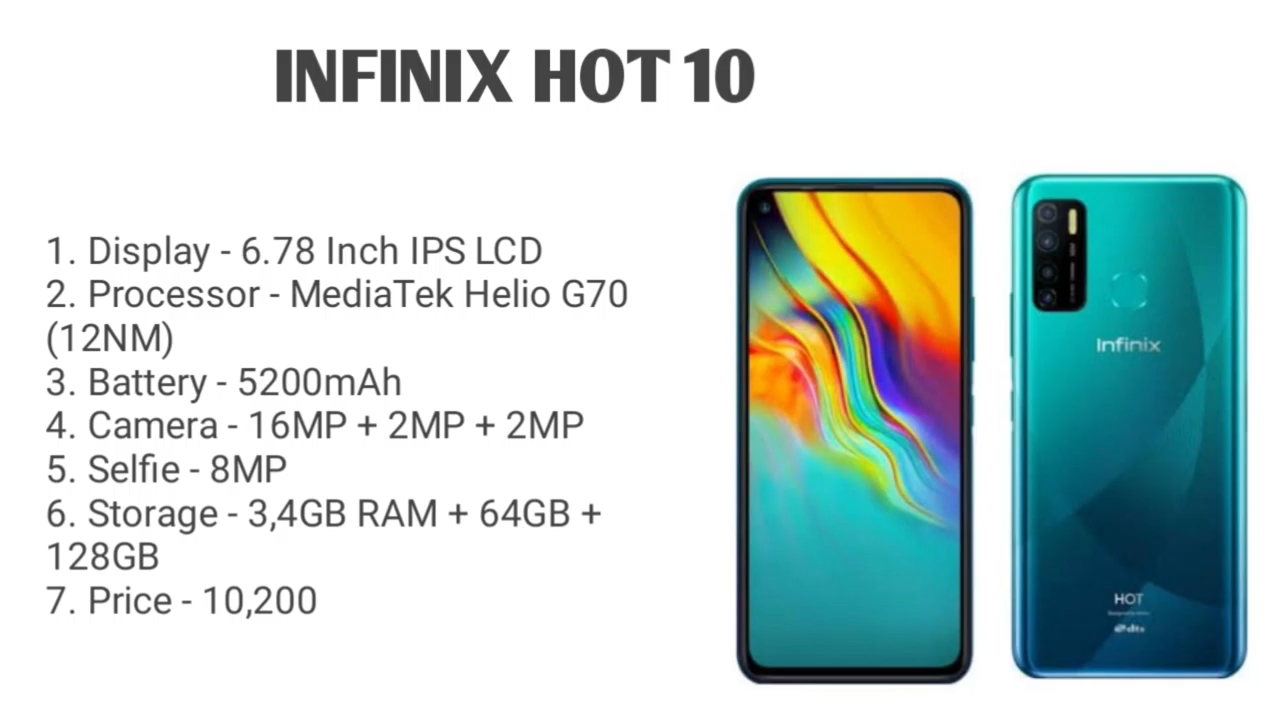 INFINIX HOT 10
1. Display - 6.78 Inch IPS LCD
2. Processor - MediaTek Helio G70
(12NM)
3. Battery - 5200mAh
4. Camera - 16MP + 2MP + 2MP
5. Selfie - 8MP
6. Storage - 3,4GB RAM + 64GB +
128GB
7. Price - 10,200
Infinix
HOT
dts